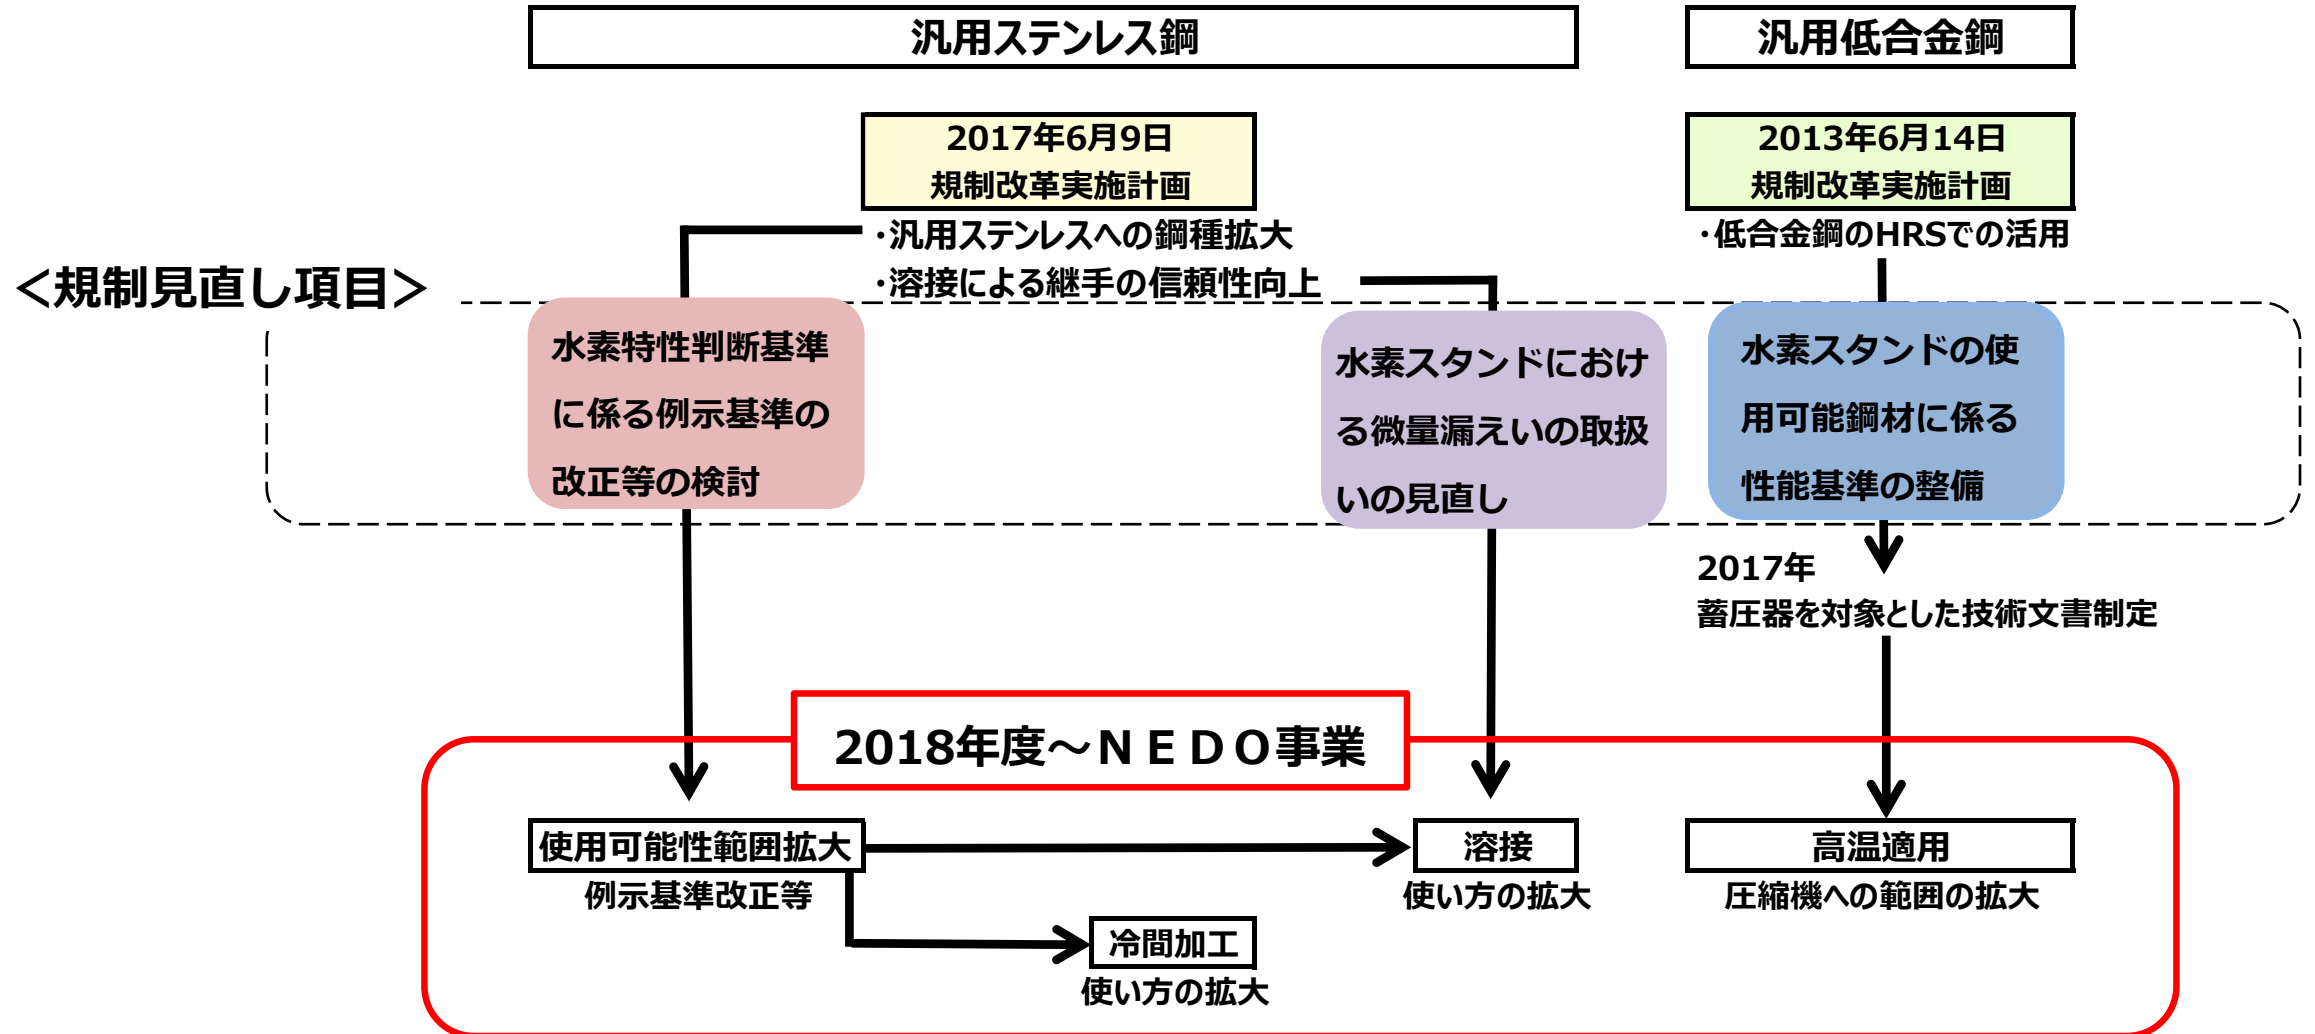 汎用ステンレス鋼
汎用低合金鋼
2017年6月9日
規制改革実施計画
2013年6月14日
規制改革実施計画
・汎用ステンレスへの鋼種拡大
・溶接による継手の信頼性向上
・低合金鋼のHRSでの活用
＜規制見直し項目＞
水素特性判断基準
に係る例示基準の
改正等の検討
水素スタンドにおけ
る微量漏えいの取扱
いの見直し
水素スタンドの使
用可能鋼材に係る
性能基準の整備
2017年
蓄圧器を対象とした技術文書制定
2018年度～ＮＥＤＯ事業
使用可能性範囲拡大
例示基準改正等
溶接
使い方の拡大
高温適用
圧縮機への範囲の拡大
冷間加工
使い方の拡大